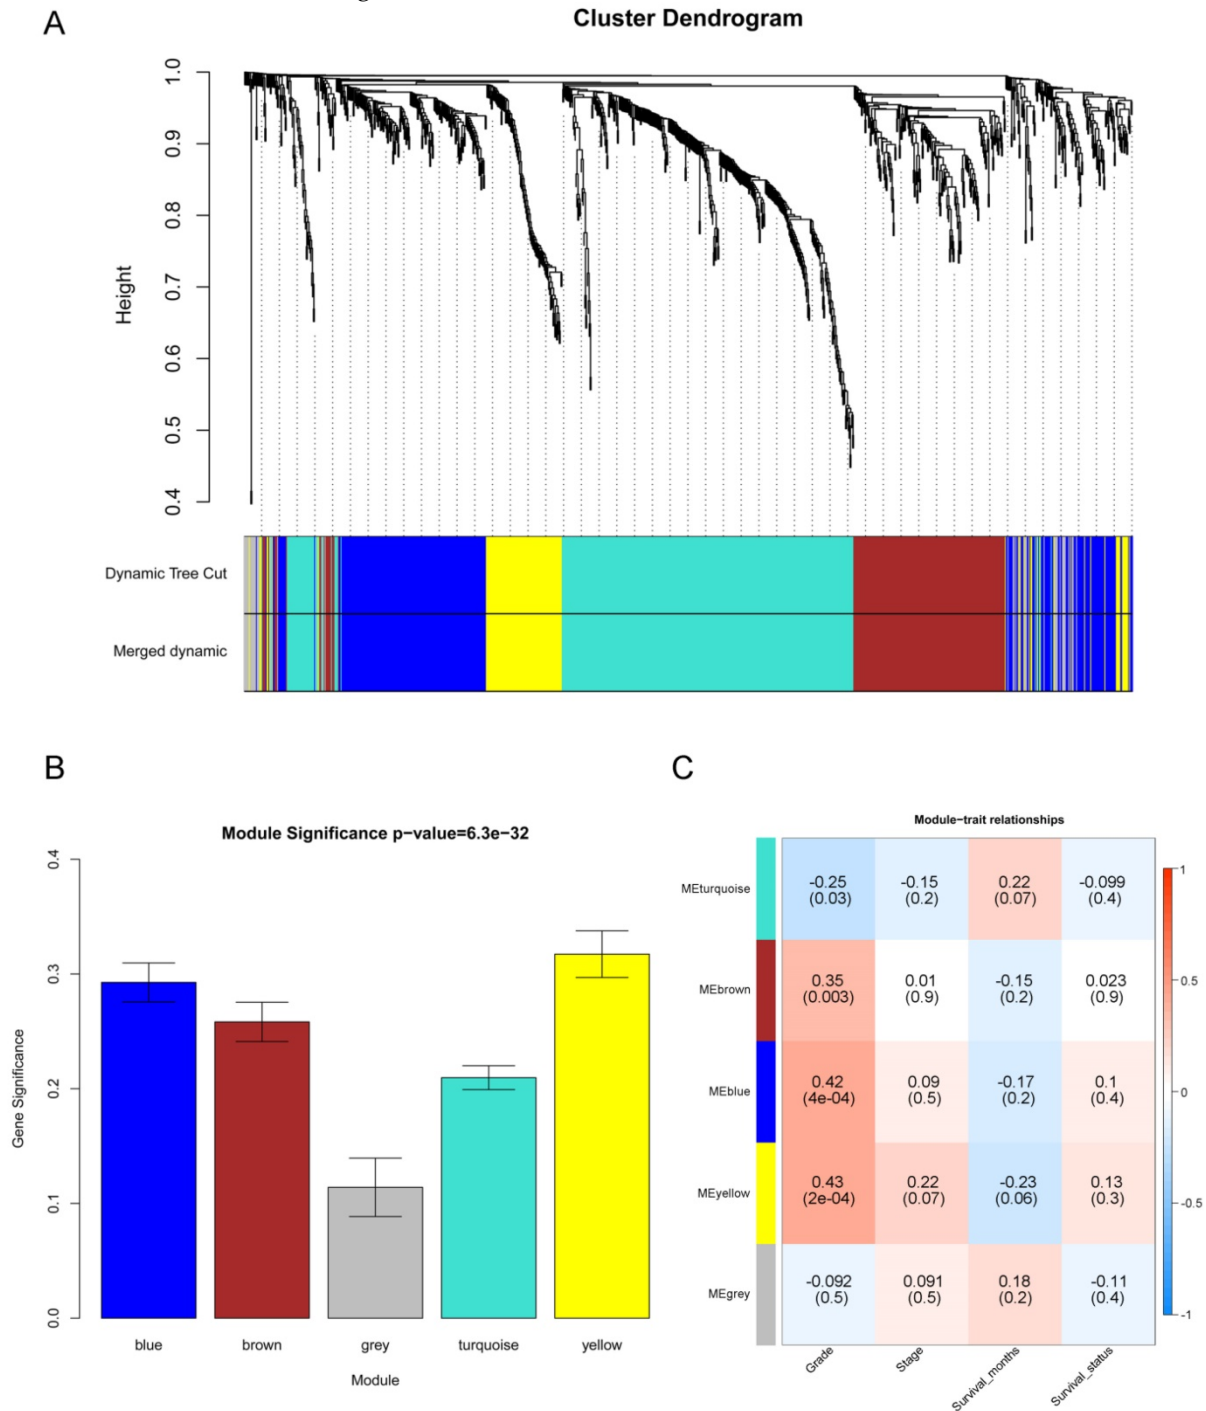 A
Cluster Dendrogram
1.0
0.9
0.8
0.7
0.6
0.5
0.4
Height
Dynamic Tree Cut
Merged dynamic
B
Module Significance p−value=6.3e−32
0.4
0.3
0.2
0.1
0.0
Gene Significance
blue brown grey turquoise yellow
Module
C
Module−trait relationships
MEturquoise
MEbrown
MEblue
MEyellow
MEgrey
-0.25 -0.15 0.22 -0.099
(0.03) (0.2) (0.07) (0.4)
0.35 0.01 -0.15 0.023
(0.003) (0.9) (0.2) (0.9)
0.42 0.09 -0.17 0.1
(4e-04) (0.5) (0.2) (0.4)
0.43 0.22 -0.23 0.13
(2e-04) (0.07) (0.06) (0.3)
-0.092 0.091 0.18 -0.11
(0.5) (0.5) (0.2) (0.4)
1
0.5
0
-0.5
-1
Grade
Stage
Survival_months
Survival_status